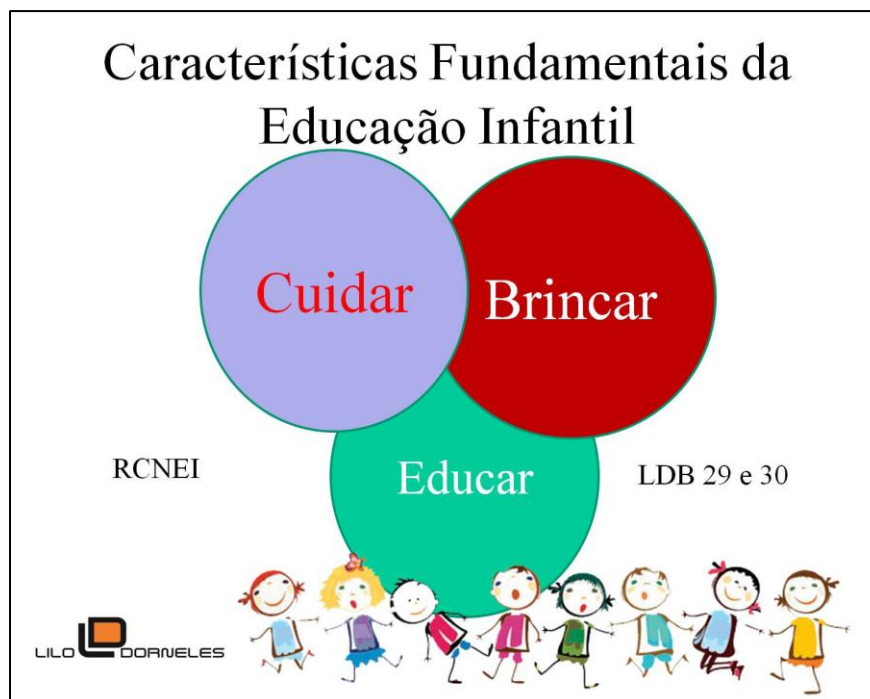 Características Fundamentais da
Educação Infantil
Cuidar
Brincar
Educar
RCNEI
LDB 29 e 30
LILO DORNELES